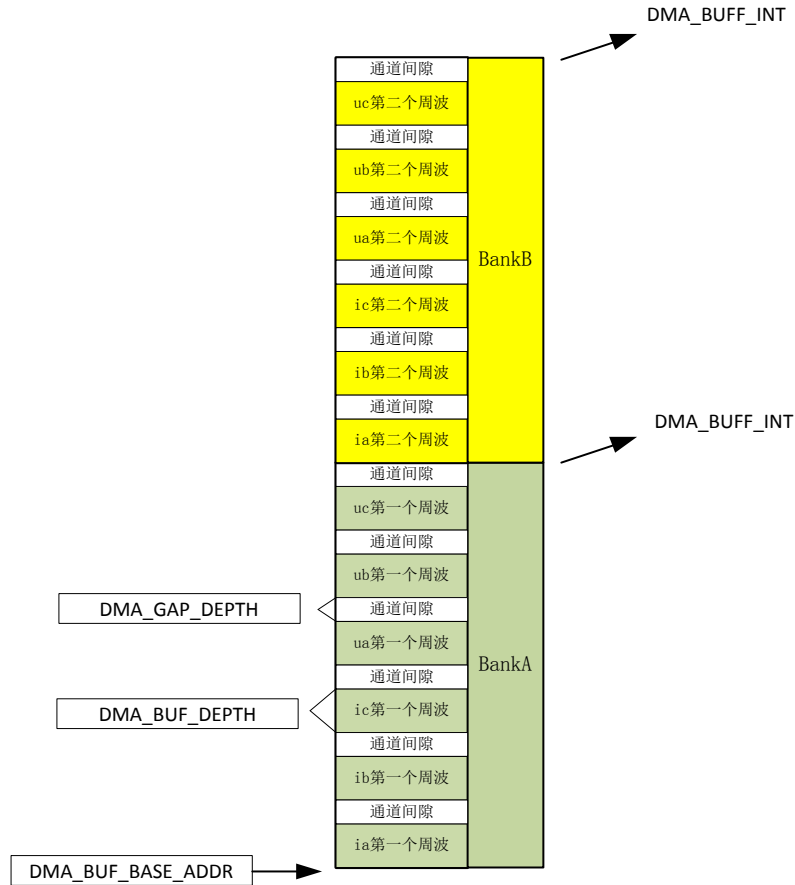 DMA_BUFF_INT
通道间隙
uc第二个周波
通道间隙
ub第二个周波
通道间隙
ua第二个周波
BankB
通道间隙
ic第二个周波
通道间隙
ib第二个周波
通道间隙
ia第二个周波
DMA_BUFF_INT
通道间隙
uc第一个周波
通道间隙
ub第一个周波
DMA_GAP_DEPTH
通道间隙
ua第一个周波
BankA
通道间隙
DMA_BUF_DEPTH
ic第一个周波
通道间隙
ib第一个周波
通道间隙
ia第一个周波
DMA_BUF_BASE_ADDR